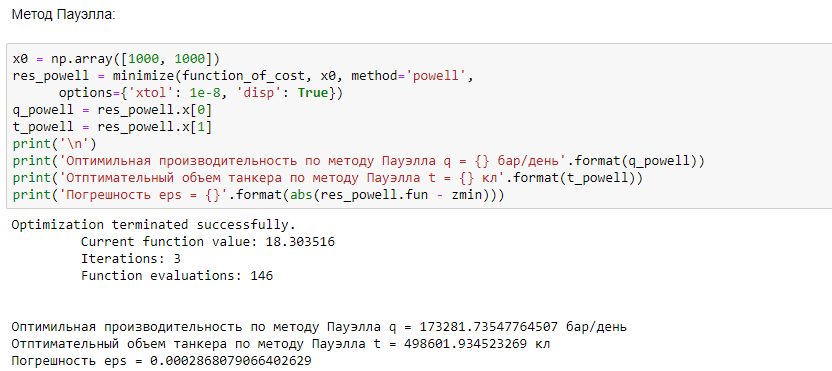 Метод Пауэлла:
x0 = np.array([1000, 1000])
res_powell = minimize(function_of_cost, x0, method='powell',
      options={'xtol': 1e-8, 'disp': True})
q_powell = res_powell.x[0]
t_powell = res_powell.x[1]
print('\n')
print('Оптимильная производительность по методу Пауэлла q = {} бар/день'.format(q_powell))
print('Отптимательный объем танкера по методу Пауэлла t = {} кл'.format(t_powell))
print('Погрешность eps = {}'.format(abs(res_powell.fun - zmin)))
Optimization terminated successfully.
         Current function value: 18.303516
         Iterations: 3
         Function evaluations: 146
Оптимильная производительность по методу Пауэлла q = 173281.73547764507 бар/день
Отптимательный объем танкера по методу Пауэлла t = 498601.934523269 кл
Погрешность eps = 0.0002868079066402629